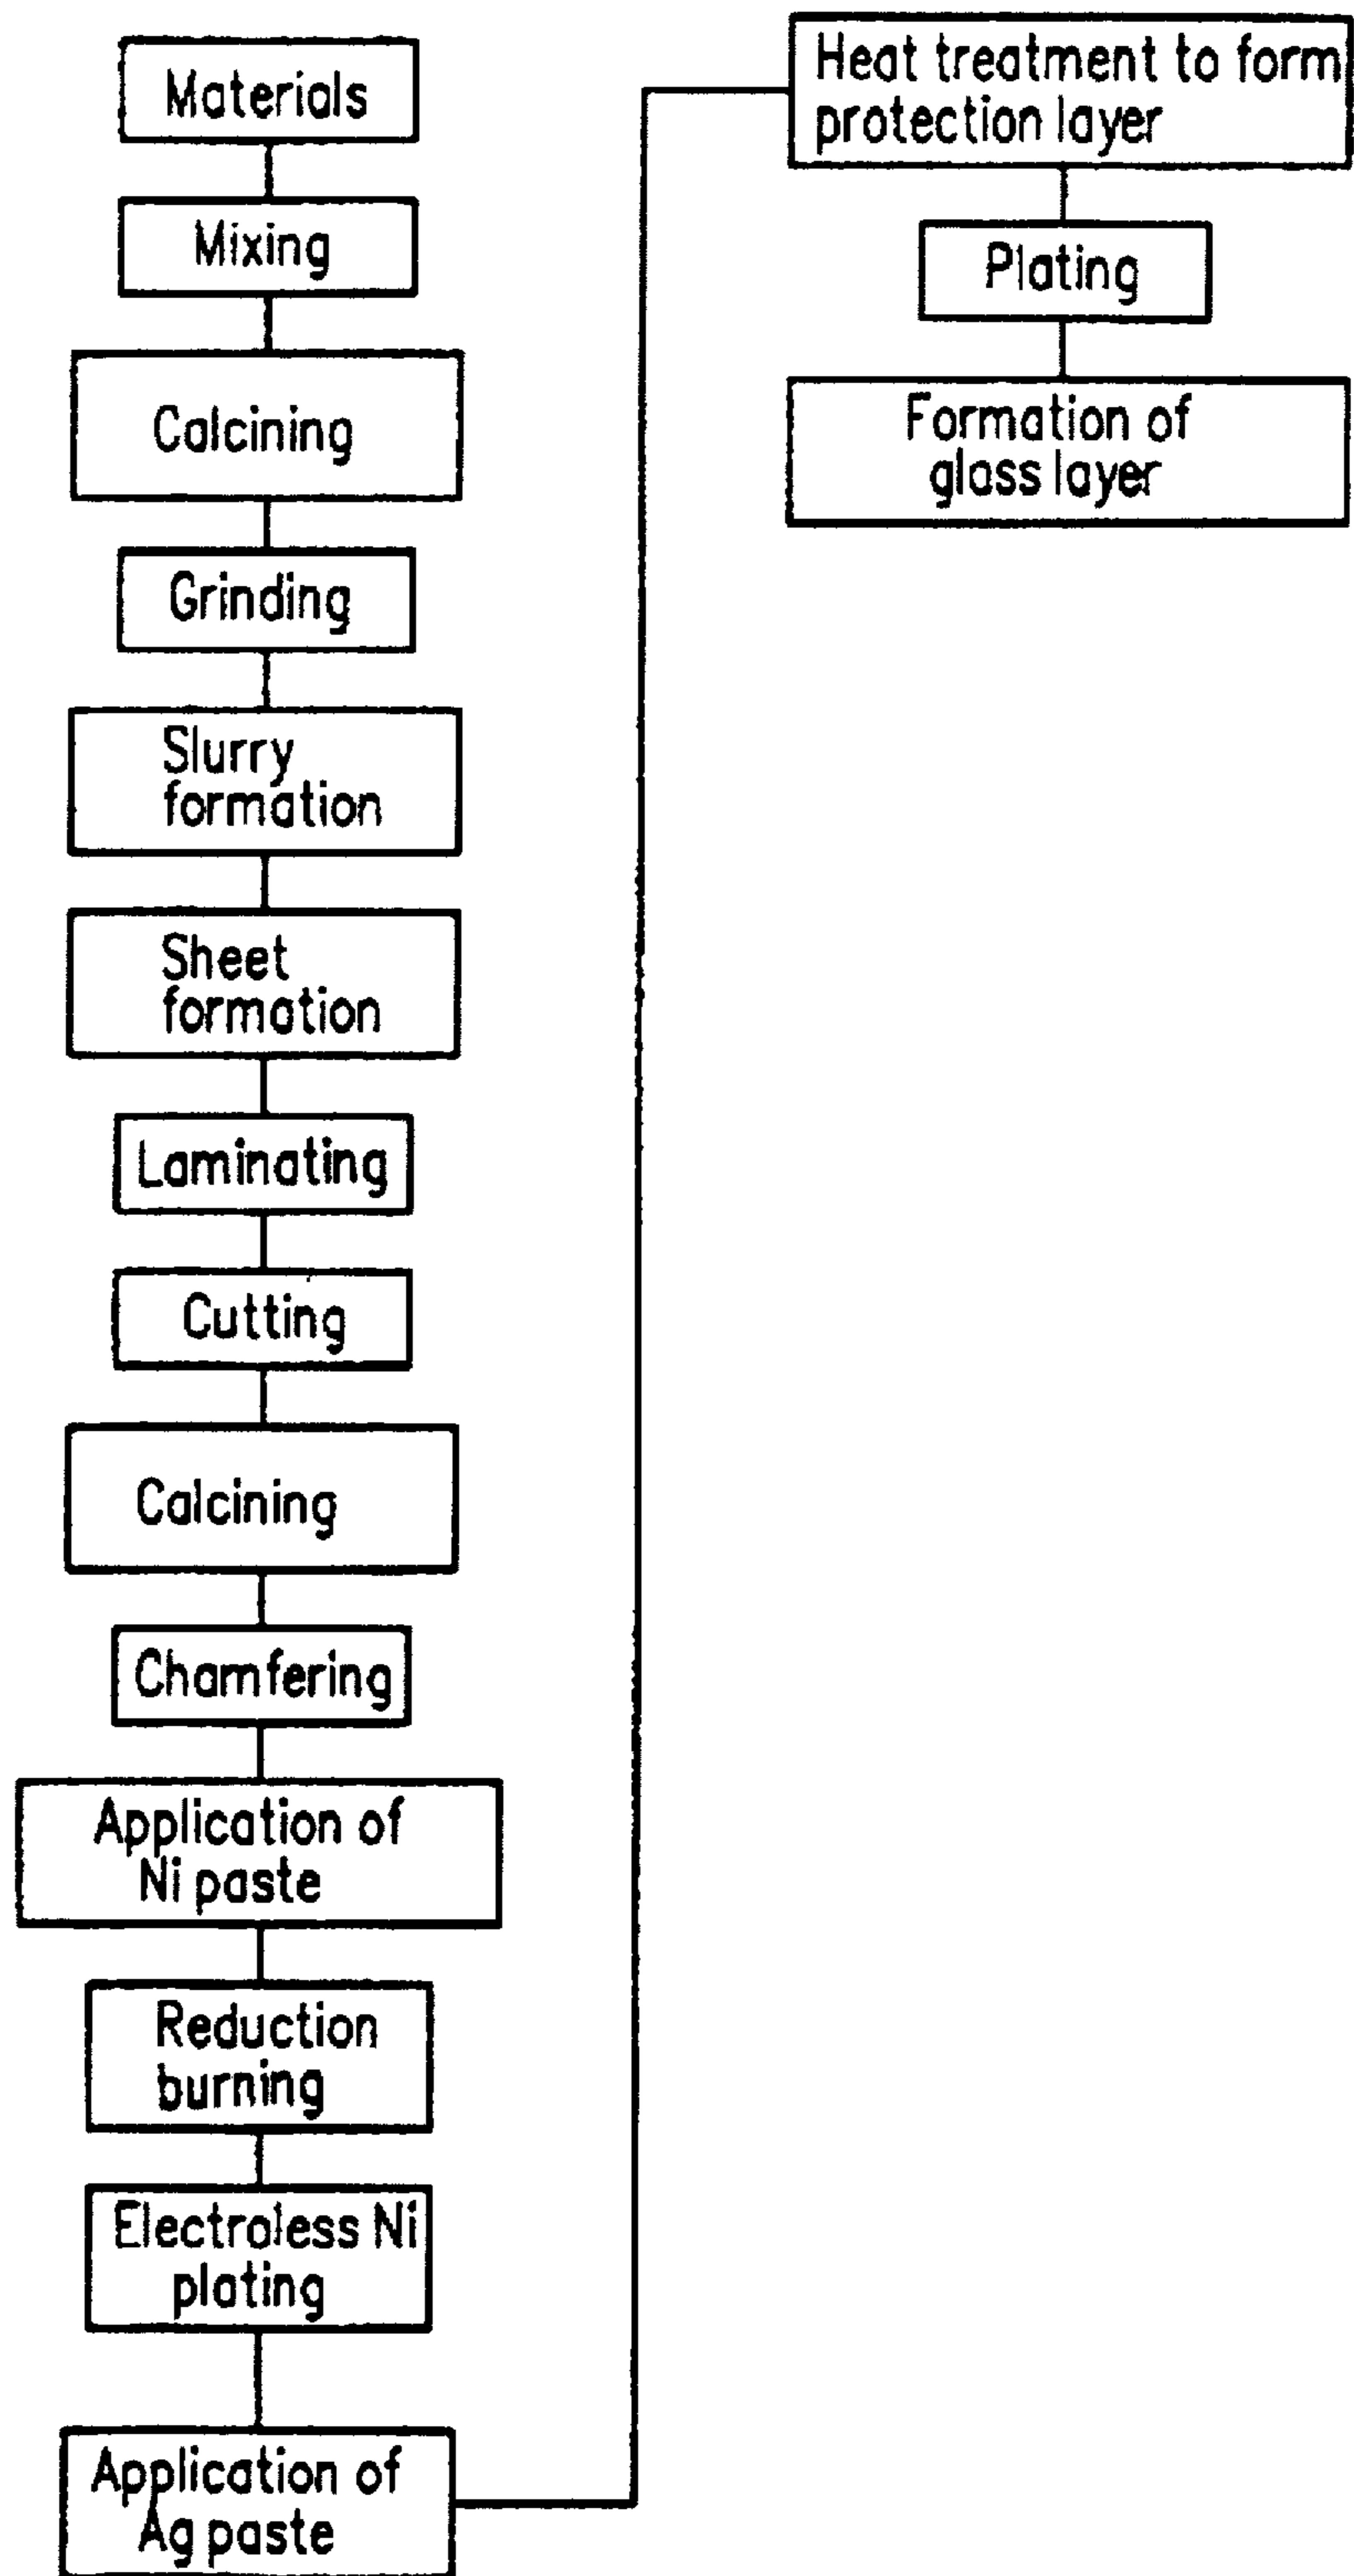 Materials
Mixing
Calcining
Grinding
Slurry
formation
Sheet
formation
Laminating
Cutting
Calcining
Chamfering
Application of
Ni paste
Reduction
burning
Electroless Ni
plating
Application of
Ag paste
Heat treatment to form
protection layer
Plating
Formation of
glass layer